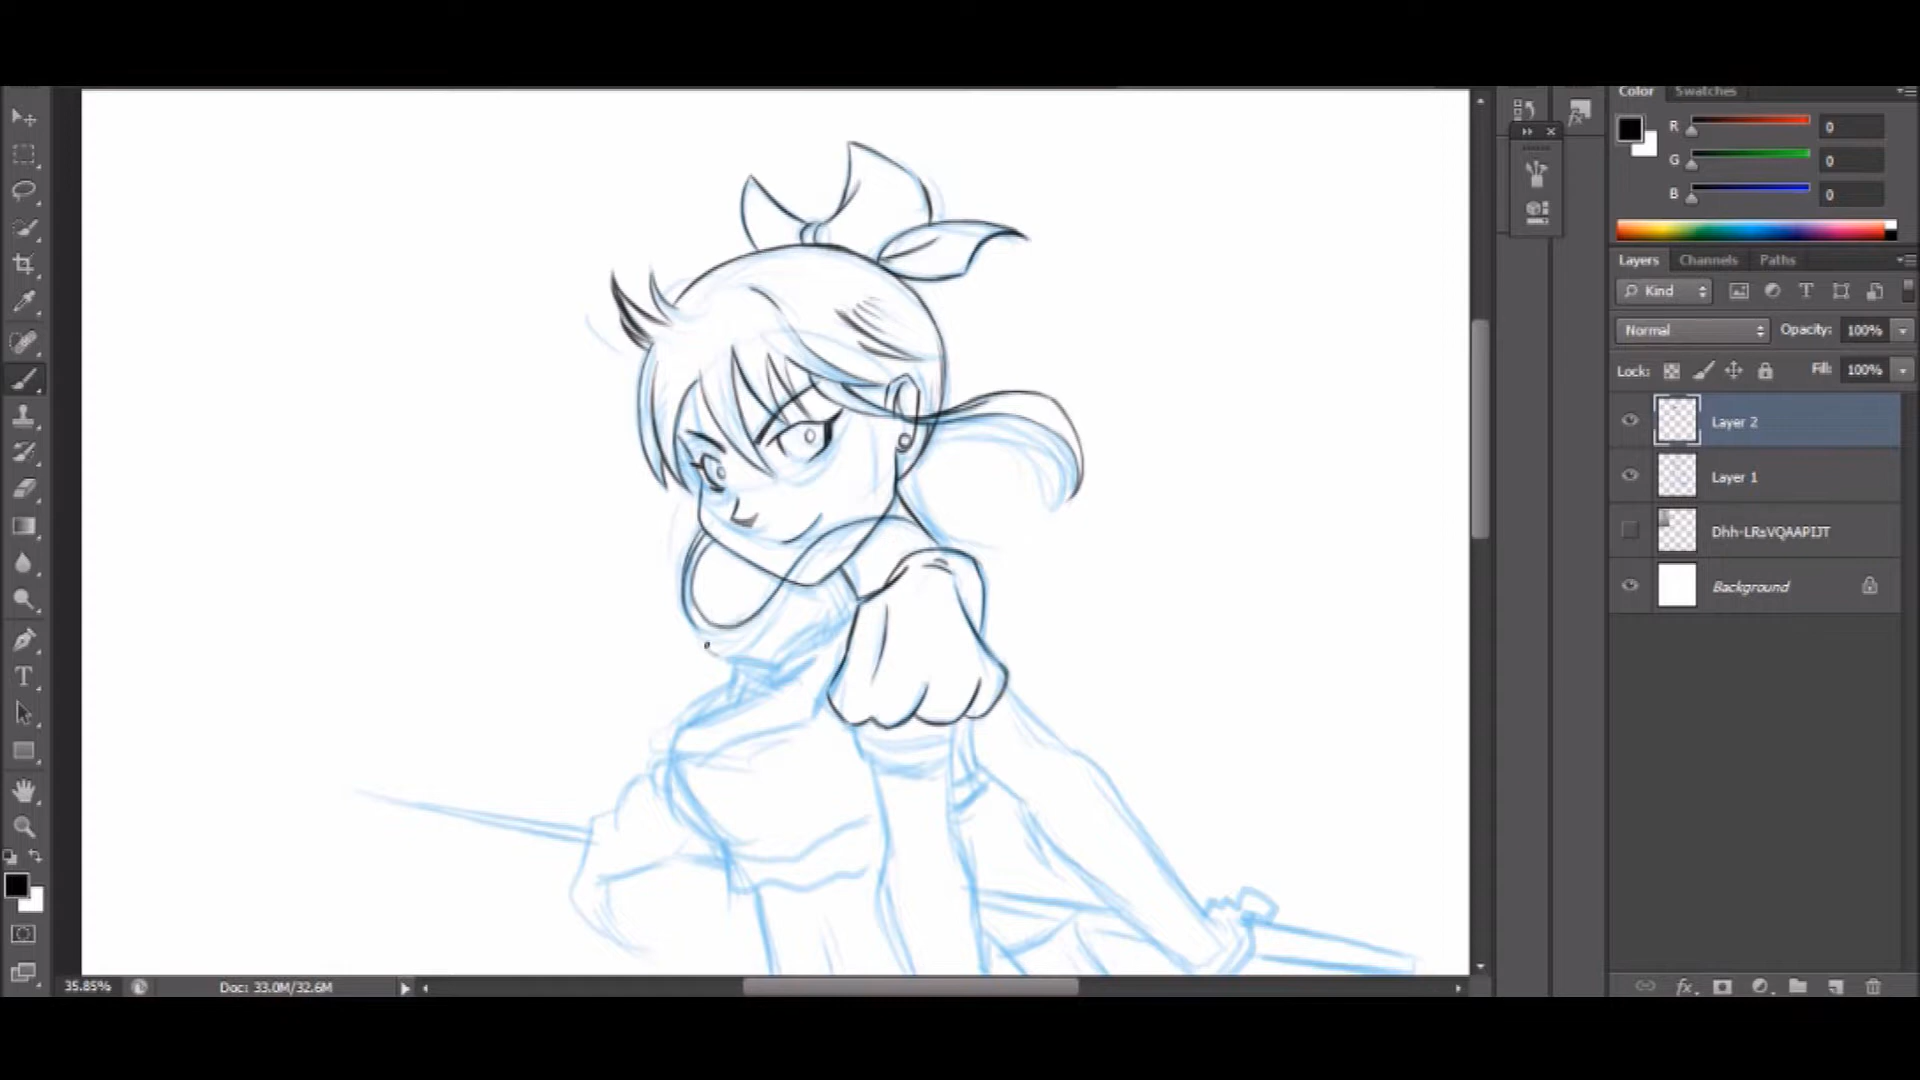 Color Swatches
R 0
G 0
B 0
Layers Channels Paths
Kind
Normal Opacity: 100%
Lock: Fill: 100%
Layer 2
Layer 1
Dhh-LRsVQAAPIJT
Background
35.85% Doc: 33.0M/32.6M